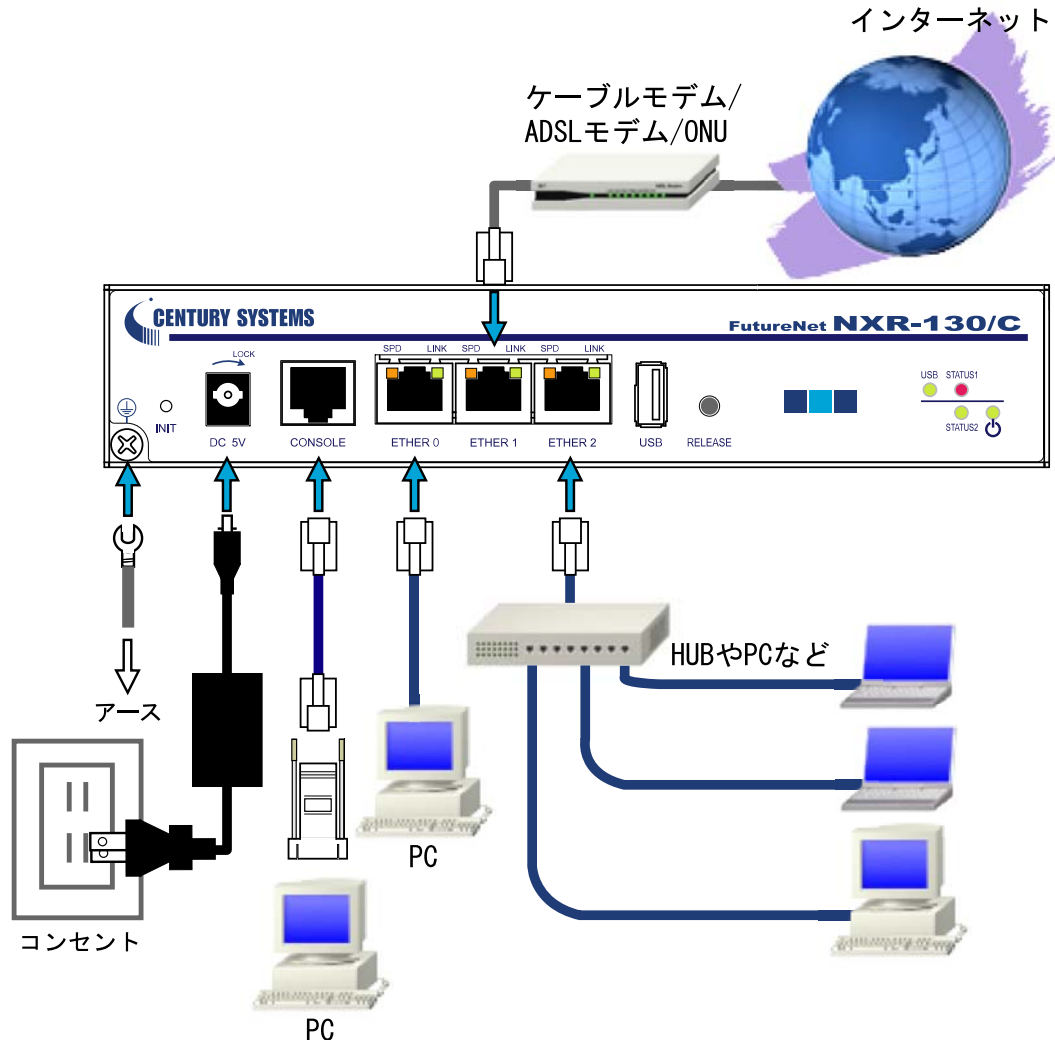 インターネット
ケーブルモデム/
ADSLモデム/ONU
CENTURY SYSTEMS
FutureNet NXR-130/C
LOCK
SPD LINK SPD LINK SPD LINK
USB STATUS1
STATUS2
INIT
DC 5V
CONSOLE
ETHER 0
ETHER 1
ETHER 2
USB
RELEASE
HUBやPCなど
アース
PC
コンセント
PC